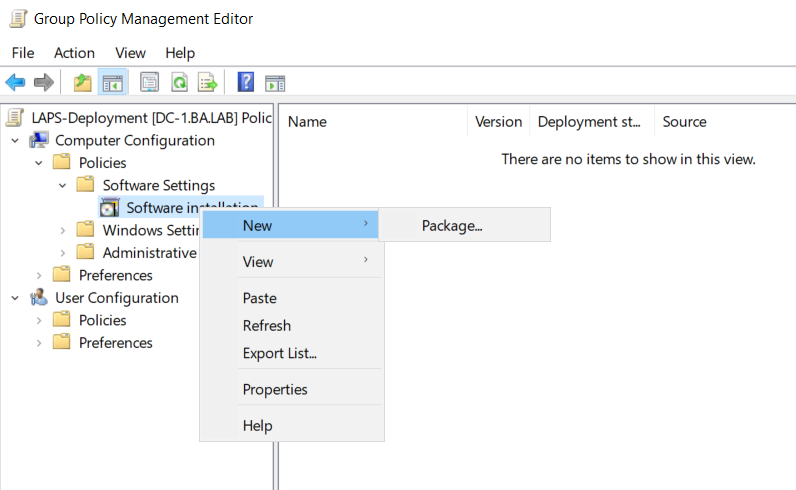 Group Policy Management Editor
File Action View Help
LAPS-Deployment [DC-1.BA.LAB] Polic
Computer Configuration
Policies
Software Settings
Software installation
Windows Settin
Administrative
Preferences
User Configuration
Policies
Preferences
Name Version Deployment st... Source
There are no items to show in this view.
New
View
Paste
Refresh
Export List...
Properties
Help
Package...